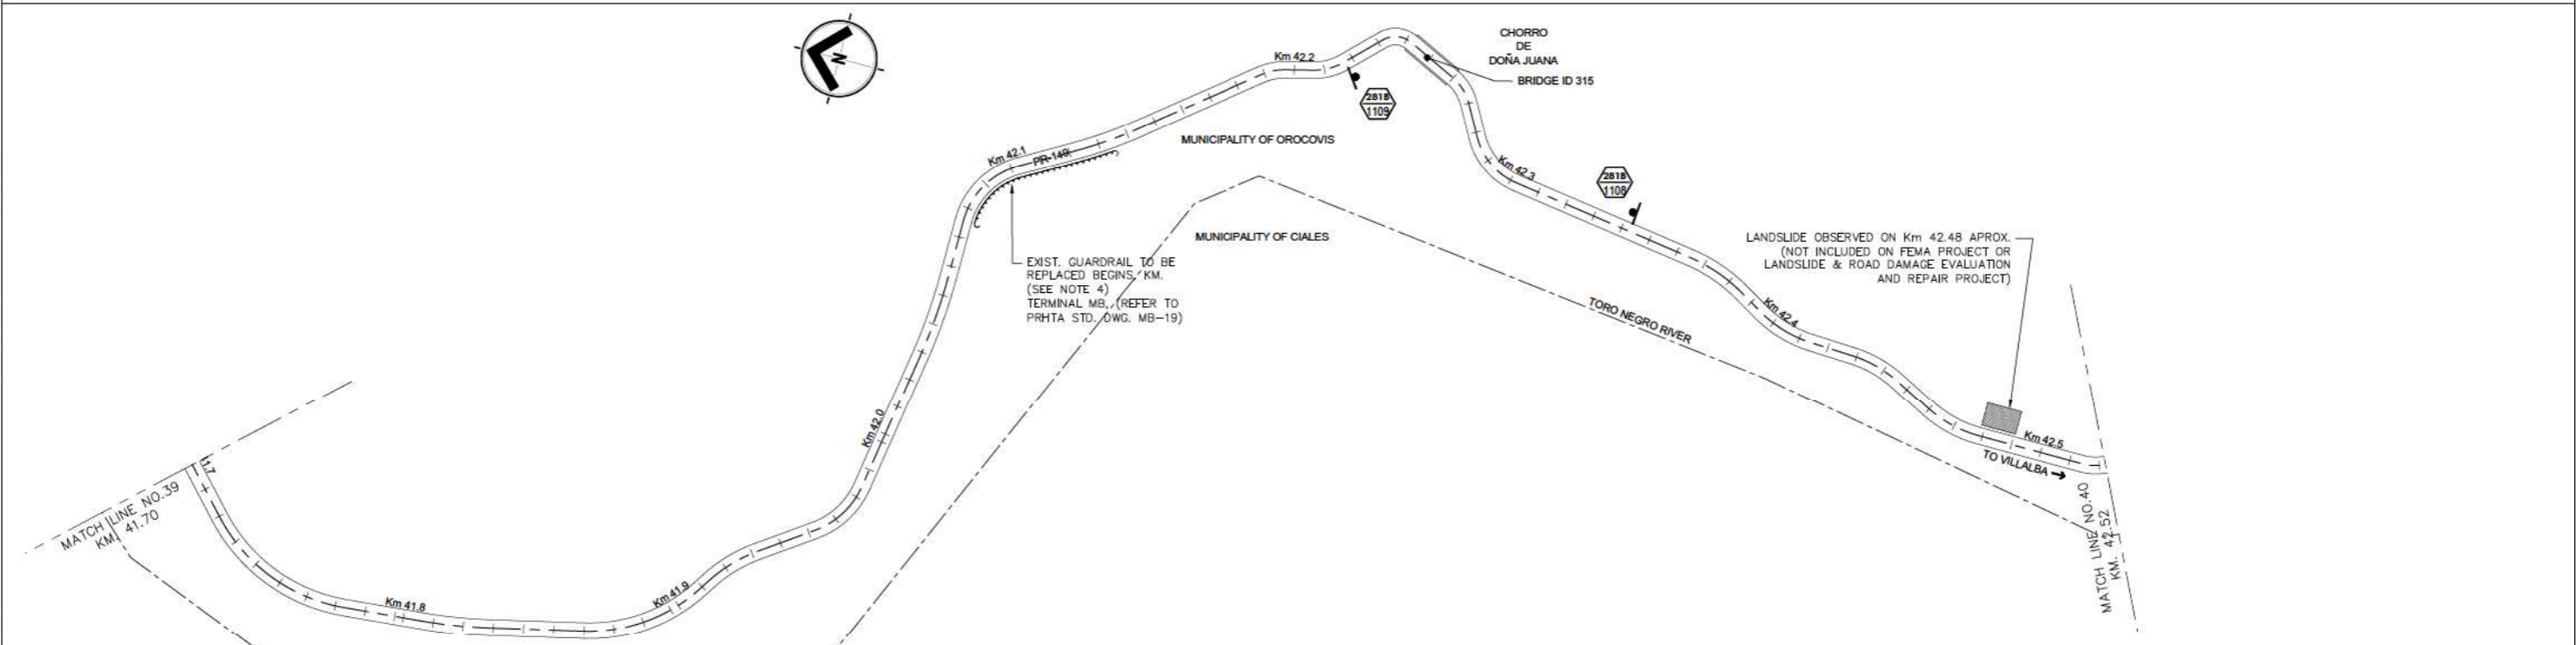 N
CHORRO
DE
DOÑA JUANA
BRIDGE ID 315
Km 42.2
281B
1109
MUNICIPALITY OF OROCOVIS
Km 42.1
PR-149
Km 42.3
281B
1108
MUNICIPALITY OF CIALES
LANDSLIDE OBSERVED ON Km 42.48 APROX.
(NOT INCLUDED ON FEMA PROJECT OR
LANDSLIDE & ROAD DAMAGE EVALUATION
AND REPAIR PROJECT)
EXIST. GUARDRAIL TO BE
REPLACED BEGINS, KM.
(SEE NOTE 4)
TERMINAL MB, (REFER TO
PRHTA STD. DWG. MB-19)
TORO NEGRO RIVER
Km 42.4
Km 42.0
Km 42.5
TO VILLALBA
MATCH LINE NO.39
KM. 41.70
MATCH LINE NO.40
KM. 42.52
Km 41.9
Km 41.8